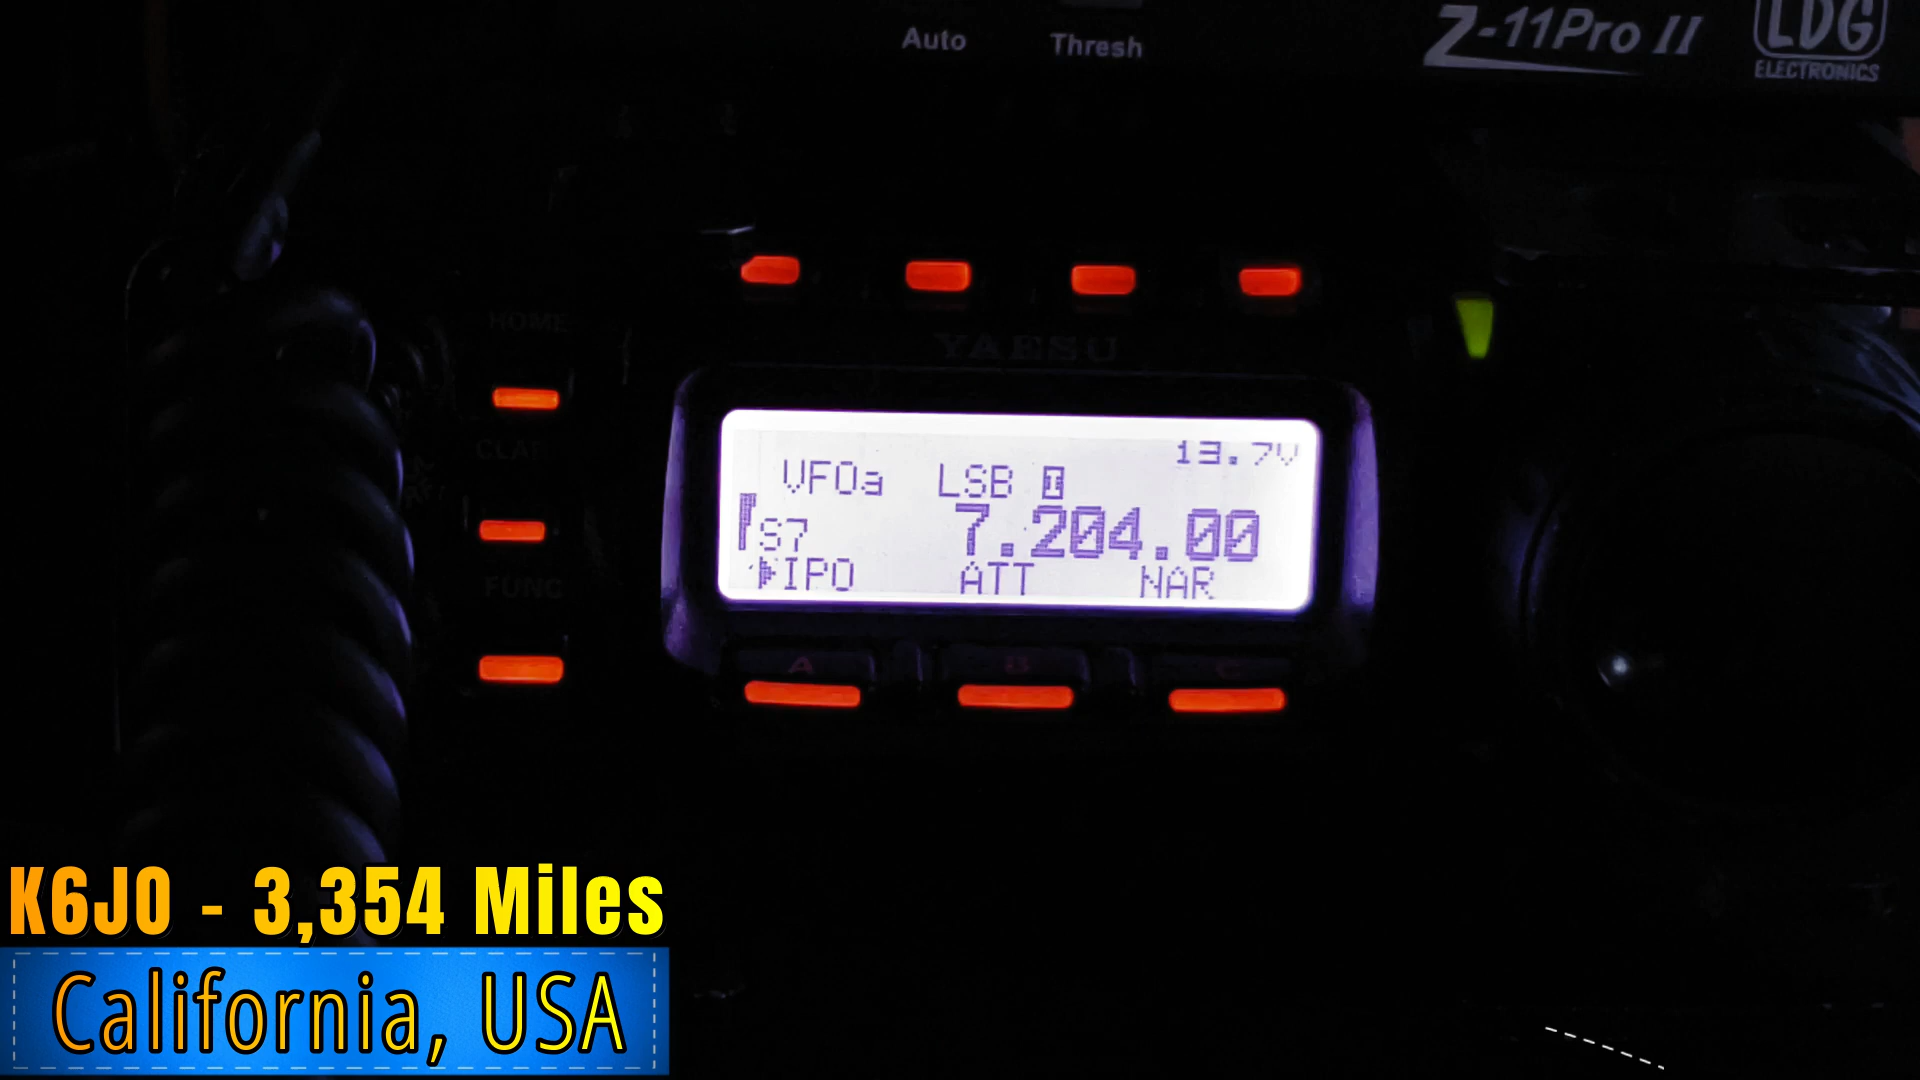 Auto Thresh Z-11Pro II LDG
ELECTRONICS
HOME
YAESU
13.7V
VFOa LSB
CLAR
S7 7.204.00
IPO ATT NAR
FUNC
A B C
K6JO - 3,354 Miles
California, USA